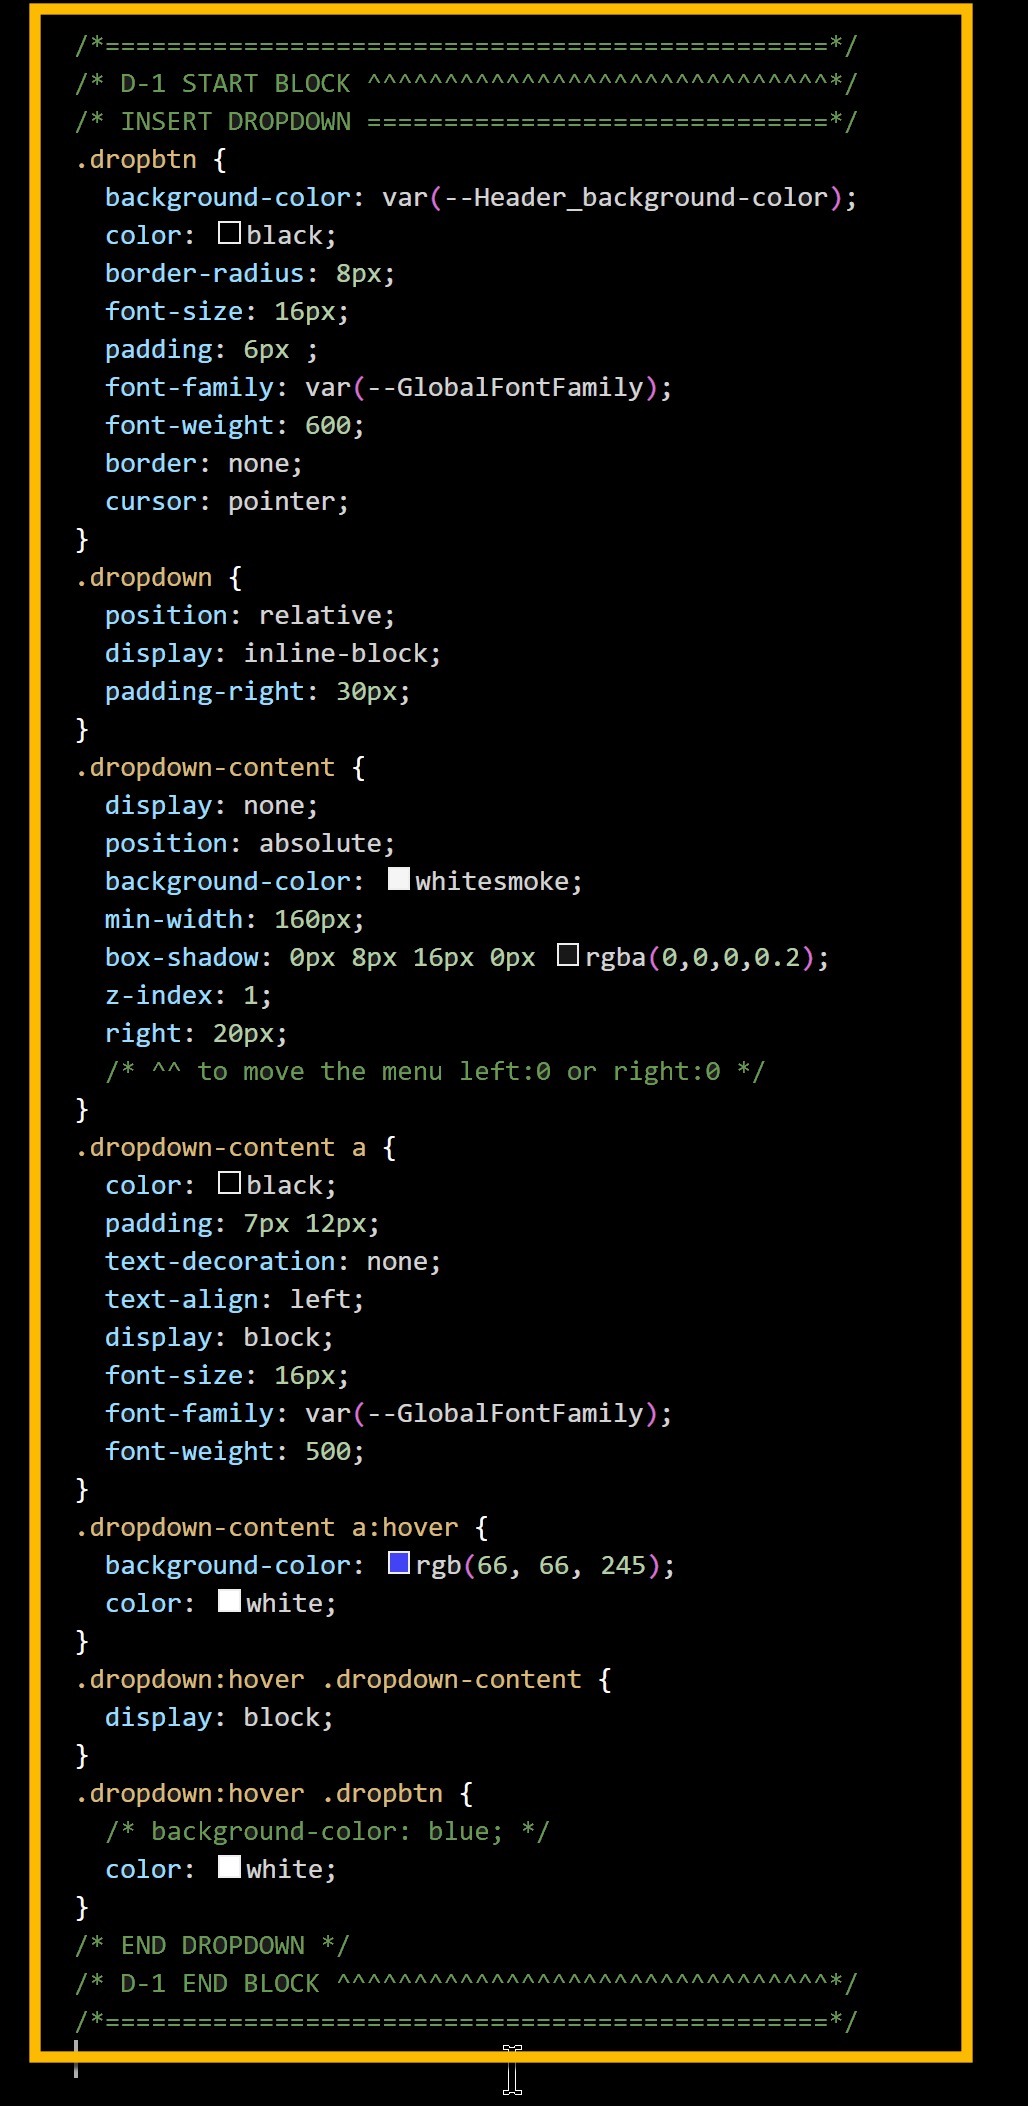 /*===============================================*/
/* D-1 START BLOCK ^^^^^^^^^^^^^^^^^^^^^^^^^^^^^^*/
/* INSERT DROPDOWN ==============================*/
.dropbtn {
  background-color: var(--Header_background-color);
  color: black;
  border-radius: 8px;
  font-size: 16px;
  padding: 6px ;
  font-family: var(--GlobalFontFamily);
  font-weight: 600;
  border: none;
  cursor: pointer;
}
.dropdown {
  position: relative;
  display: inline-block;
  padding-right: 30px;
}
.dropdown-content {
  display: none;
  position: absolute;
  background-color: whitesmoke;
  min-width: 160px;
  box-shadow: 0px 8px 16px 0px rgba(0,0,0,0.2);
  z-index: 1;
  right: 20px;
  /* ^^ to move the menu left:0 or right:0 */
}
.dropdown-content a {
  color: black;
  padding: 7px 12px;
  text-decoration: none;
  text-align: left;
  display: block;
  font-size: 16px;
  font-family: var(--GlobalFontFamily);
  font-weight: 500;
}
.dropdown-content a:hover {
  background-color: rgb(66, 66, 245);
  color: white;
}
.dropdown:hover .dropdown-content {
  display: block;
}
.dropdown:hover .dropbtn {
  /* background-color: blue; */
  color: white;
}
/* END DROPDOWN */
/* D-1 END BLOCK ^^^^^^^^^^^^^^^^^^^^^^^^^^^^^^^^*/
/*===============================================*/